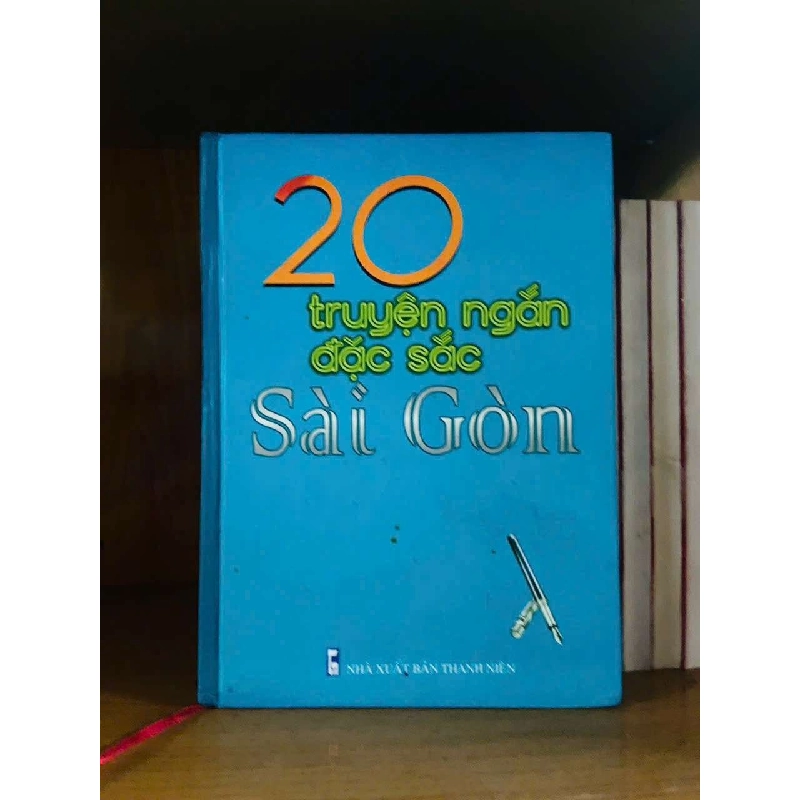 20
truyện ngắn
đặc sắc
Sài Gòn
NHÀ XUẤT BẢN THANH NIÊN